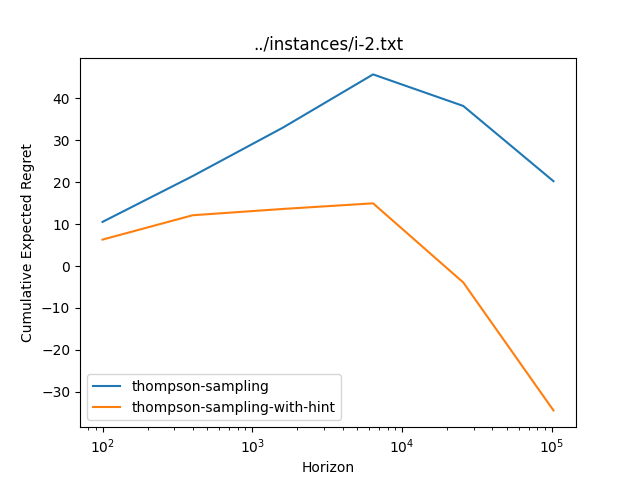 ../instances/i-2.txt
Cumulative Expected Regret
40
30
20
10
0
−10
−20
−30
thompson-sampling
thompson-sampling-with-hint
10² 10³ 10⁴ 10⁵
Horizon